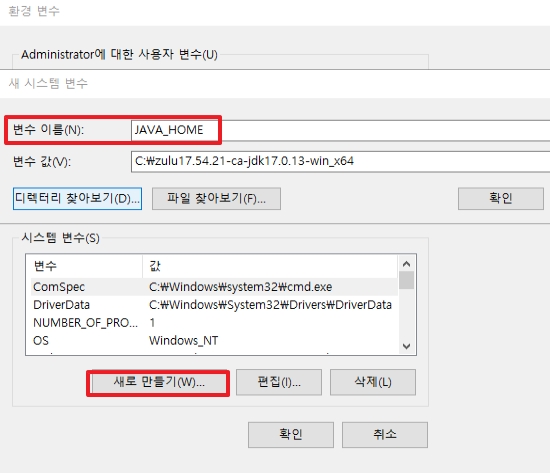 환경 변수
Administrator에 대한 사용자 변수(U)
새 시스템 변수
변수 이름(N): JAVA_HOME
변수 값(V): C:₩zulu17.54.21-ca-jdk17.0.13-win_x64
디렉터리 찾아보기(D)... 파일 찾아보기(F)... 확인
시스템 변수(S)
변수 값
ComSpec C:₩Windows₩system32₩cmd.exe
DriverData C:₩Windows₩System32₩Drivers₩DriverData
NUMBER_OF_PRO... 1
OS Windows_NT
새로 만들기(W)... 편집(I)... 삭제(L)
확인 취소